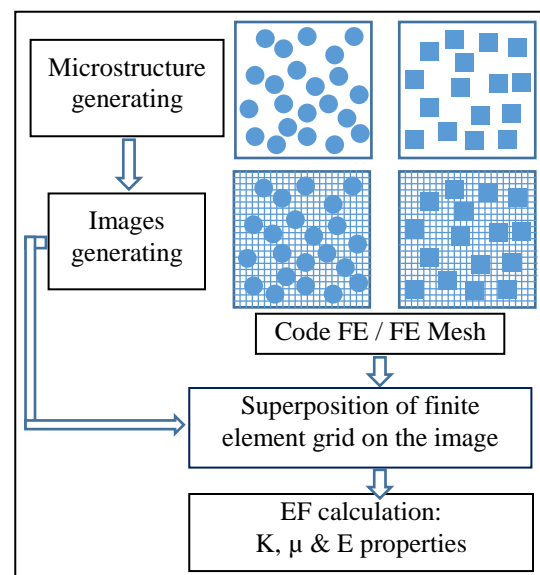 Microstructure
generating
Images
generating
Code FE / FE Mesh
Superposition of finite
element grid on the image
EF calculation:
K, µ & E properties